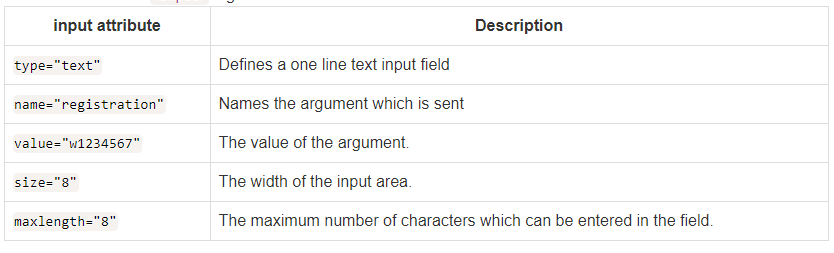 input attribute Description
type="text" Defines a one line text input field
name="registration" Names the argument which is sent
value="w1234567" The value of the argument.
size="8" The width of the input area.
maxlength="8" The maximum number of characters which can be entered in the field.